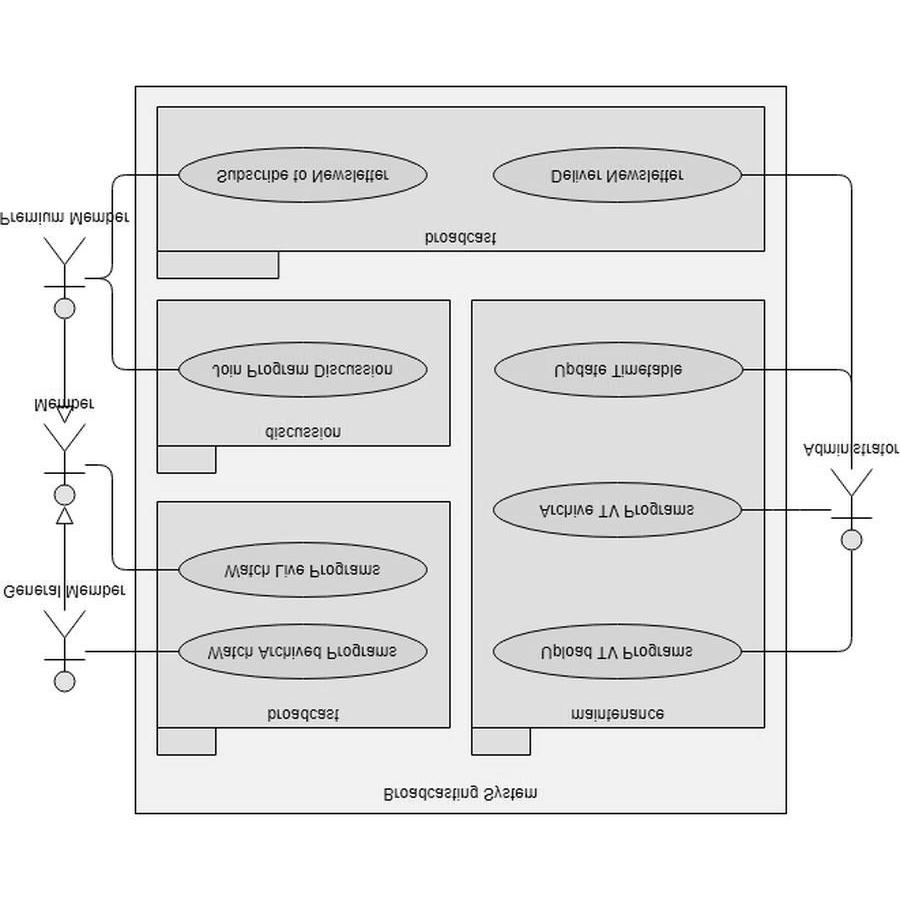 Broadcasting System
broadcast
maintenance
Watch Archived Programs
Upload TV Programs
General Member
Watch Live Programs
Archive TV Programs
Administrator
discussion
Member
Join Program Discussion
Update Timetable
broadcast
Premium Member
Subscribe to Newsletter
Deliver Newsletter